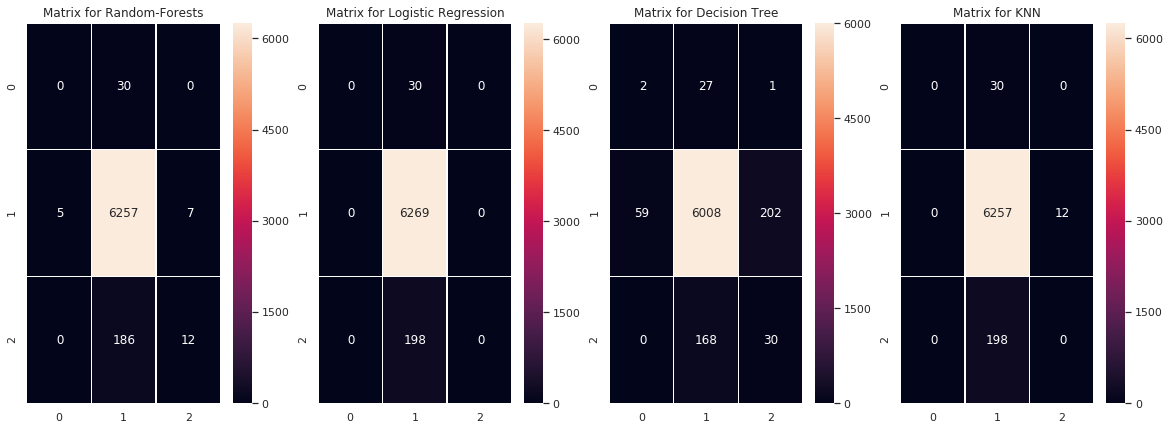 Matrix for Random-Forests
0 30 0
5 6257 7
0 186 12
0 1 2
0 1 2
6000
4500
3000
1500
0
Matrix for Logistic Regression
0 30 0
0 6269 0
0 198 0
0 1 2
0 1 2
6000
4500
3000
1500
0
Matrix for Decision Tree
2 27 1
59 6008 202
0 168 30
0 1 2
0 1 2
6000
4500
3000
1500
0
Matrix for KNN
0 30 0
0 6257 12
0 198 0
0 1 2
0 1 2
6000
4500
3000
1500
0